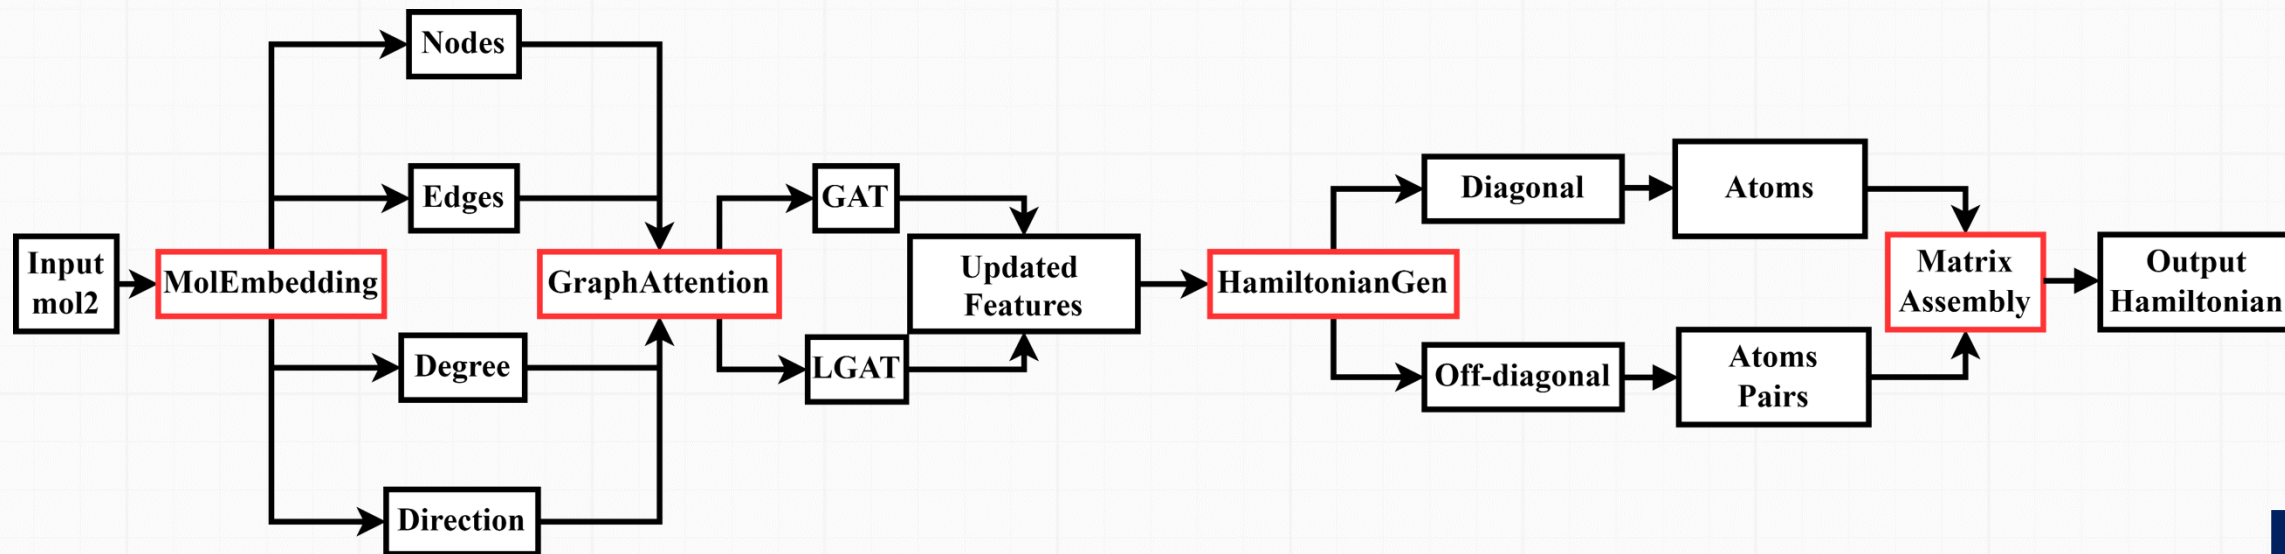 Input
mol2
MolEmbedding
Nodes
Edges
Degree
Direction
GraphAttention
GAT
LGAT
Updated
Features
HamiltonianGen
Diagonal
Off-diagonal
Atoms
Atoms
Pairs
Matrix
Assembly
Output
Hamiltonian